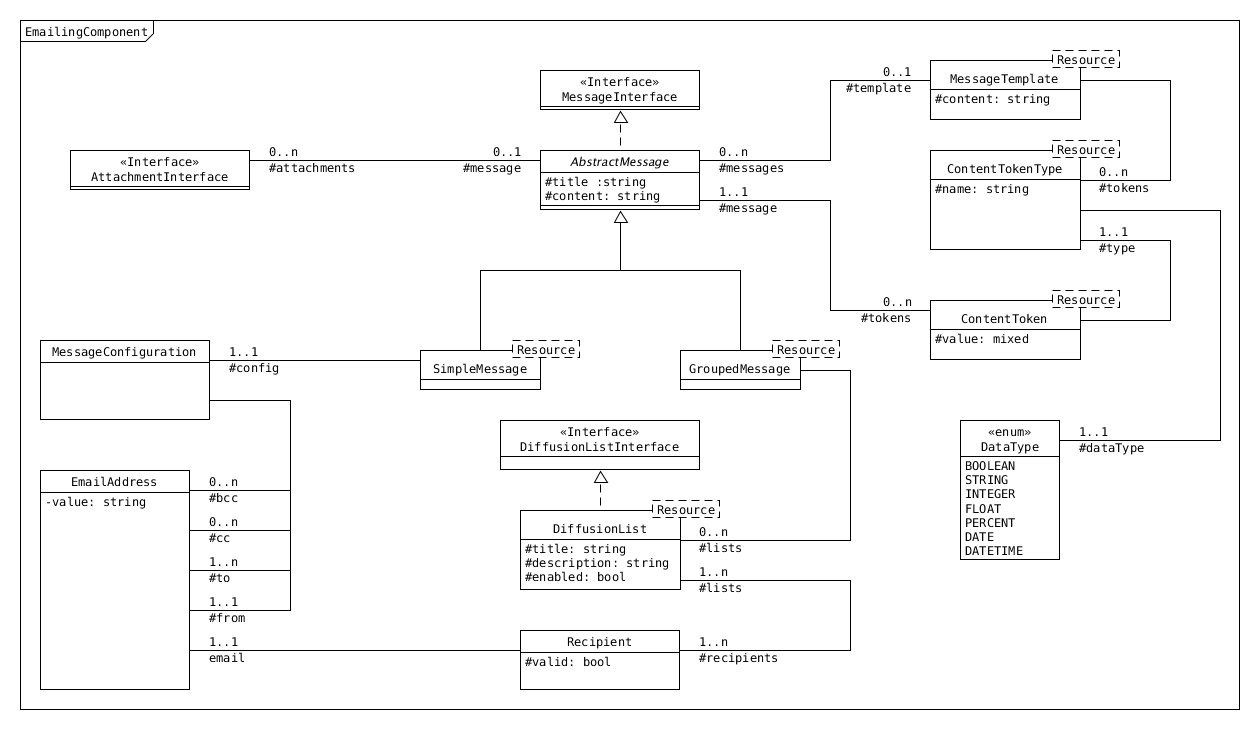 EmailingComponent
«Interface»
MessageInterface
0..1
#template
Resource
MessageTemplate
#content: string
«Interface»
AttachmentInterface
0..n
#attachments
0..1
#message
AbstractMessage
#title :string
#content: string
0..n
#messages
1..1
#message
Resource
ContentTokenType
#name: string
0..n
#tokens
1..1
#type
0..n
#tokens
Resource
ContentToken
#value: mixed
MessageConfiguration
1..1
#config
Resource
SimpleMessage
Resource
GroupedMessage
«Interface»
DiffusionListInterface
«enum»
DataType
BOOLEAN
STRING
INTEGER
FLOAT
PERCENT
DATE
DATETIME
1..1
#dataType
EmailAddress
-value: string
0..n
#bcc
0..n
#cc
1..n
#to
1..1
#from
1..1
email
Resource
DiffusionList
#title: string
#description: string
#enabled: bool
0..n
#lists
1..n
#lists
Recipient
#valid: bool
1..n
#recipients